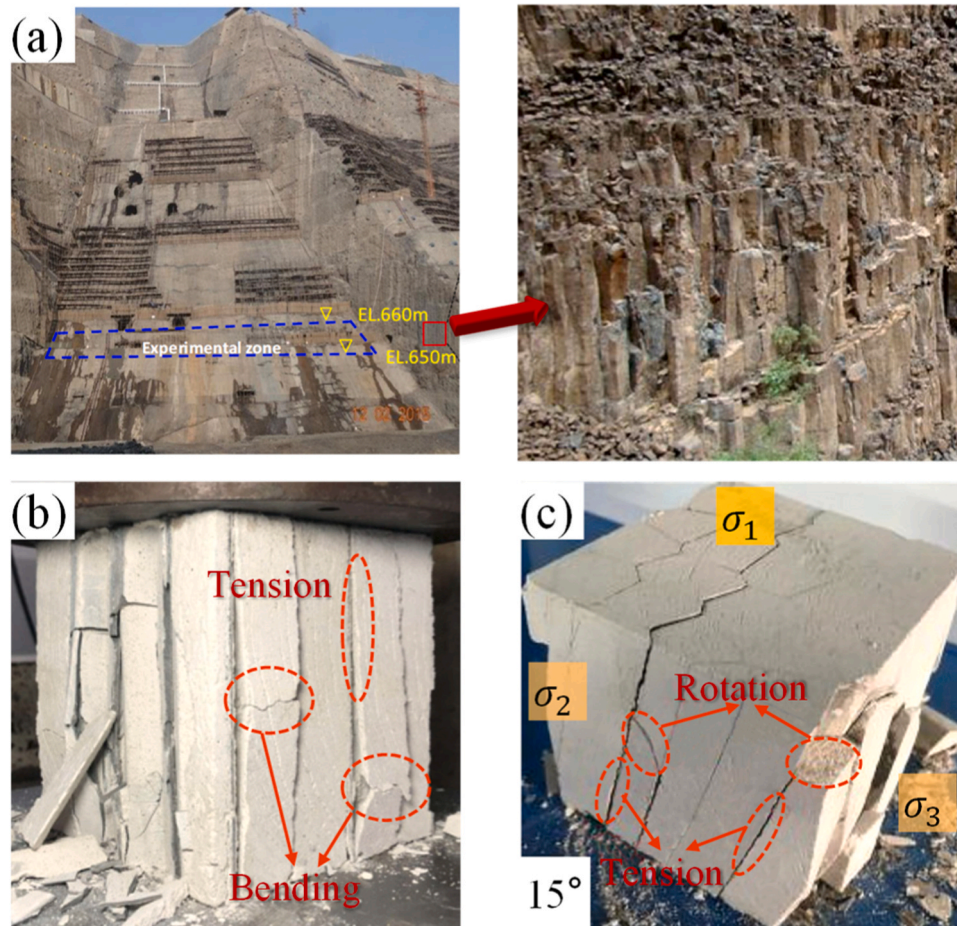 (a)
EL.660m
Experimental zone
EL.650m
(b)
Tension
Bending
(c)
σ₁
σ₂
Rotation
σ₃
Tension
15°